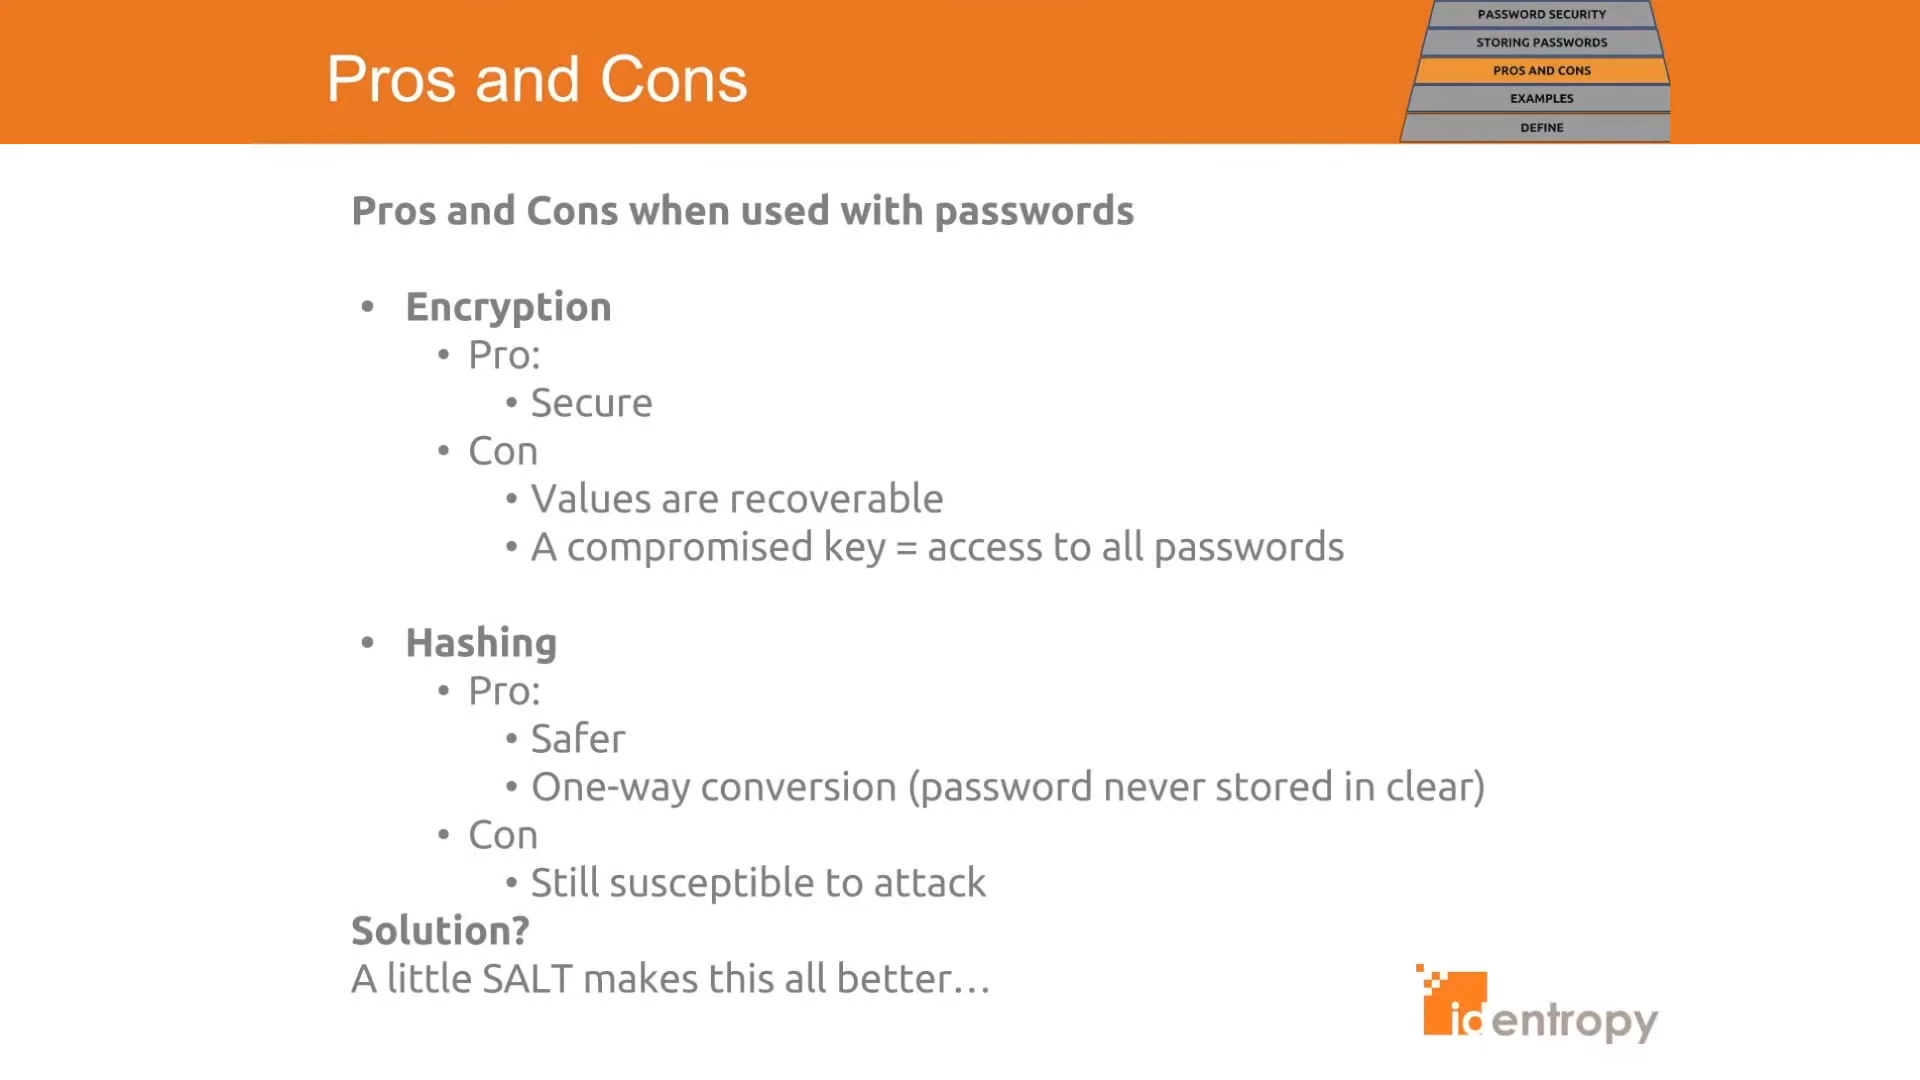 Pros and Cons
PASSWORD SECURITY
STORING PASSWORDS
PROS AND CONS
EXAMPLES
DEFINE
Pros and Cons when used with passwords
• Encryption
• Pro:
• Secure
• Con
• Values are recoverable
• A compromised key = access to all passwords
• Hashing
• Pro:
• Safer
• One-way conversion (password never stored in clear)
• Con
• Still susceptible to attack
Solution?
A little SALT makes this all better…
identropy